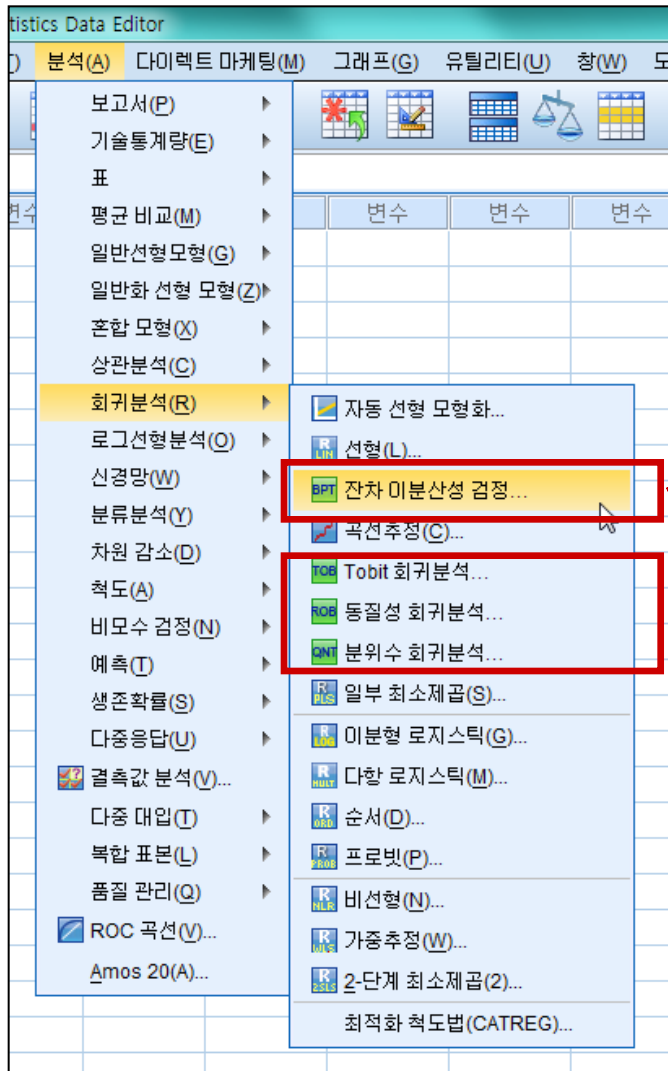 tistics Data Editor
분석(A) 다이렉트 마케팅(M) 그래프(G) 유틸리티(U) 창(W)
변수 변수 변수
보고서(P)
기술통계량(E)
표
평균 비교(M)
일반선형모형(G)
일반화 선형 모형(Z)
혼합 모형(X)
상관분석(C)
회귀분석(R)
로그선형분석(O)
신경망(W)
분류분석(Y)
차원 감소(D)
척도(A)
비모수 검정(N)
예측(T)
생존확률(S)
다중응답(U)
결측값 분석(V)...
다중 대입(T)
복합 표본(L)
품질 관리(Q)
ROC 곡선(V)...
Amos 20(A)...
자동 선형 모형화...
R LIN 선형(L)...
BPT 잔차 이분산성 검정...
곡선추정(C)...
TOB Tobit 회귀분석...
ROB 동질성 회귀분석...
QNT 분위수 회귀분석...
R PLS 일부 최소제곱(S)...
R LOG 이분형 로지스틱(G)...
R MULT 다항 로지스틱(M)...
R ORD 순서(D)...
R PROB 프로빗(P)...
R NLR 비선형(N)...
R WLS 가중추정(W)...
R 2SLS 2-단계 최소제곱(2)...
최적화 척도법(CATREG)...